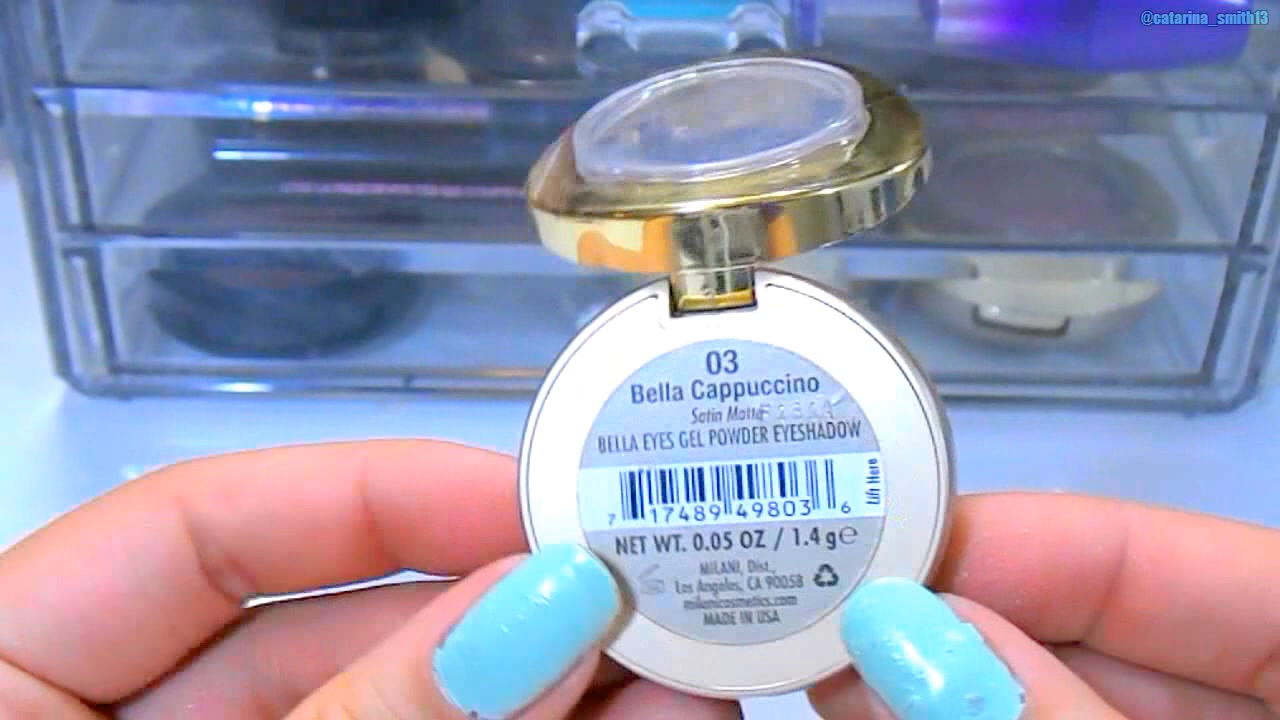 @catarina_smith13
03
Bella Cappuccino
Satin Matte
BELLA EYES GEL POWDER EYESHADOW
Lift Here
7 17489 49803 6
NET WT. 0.05 OZ / 1.4 g e
MILANI, Dist.,
Los Angeles, CA 90058
milanicosmetics.com
MADE IN USA